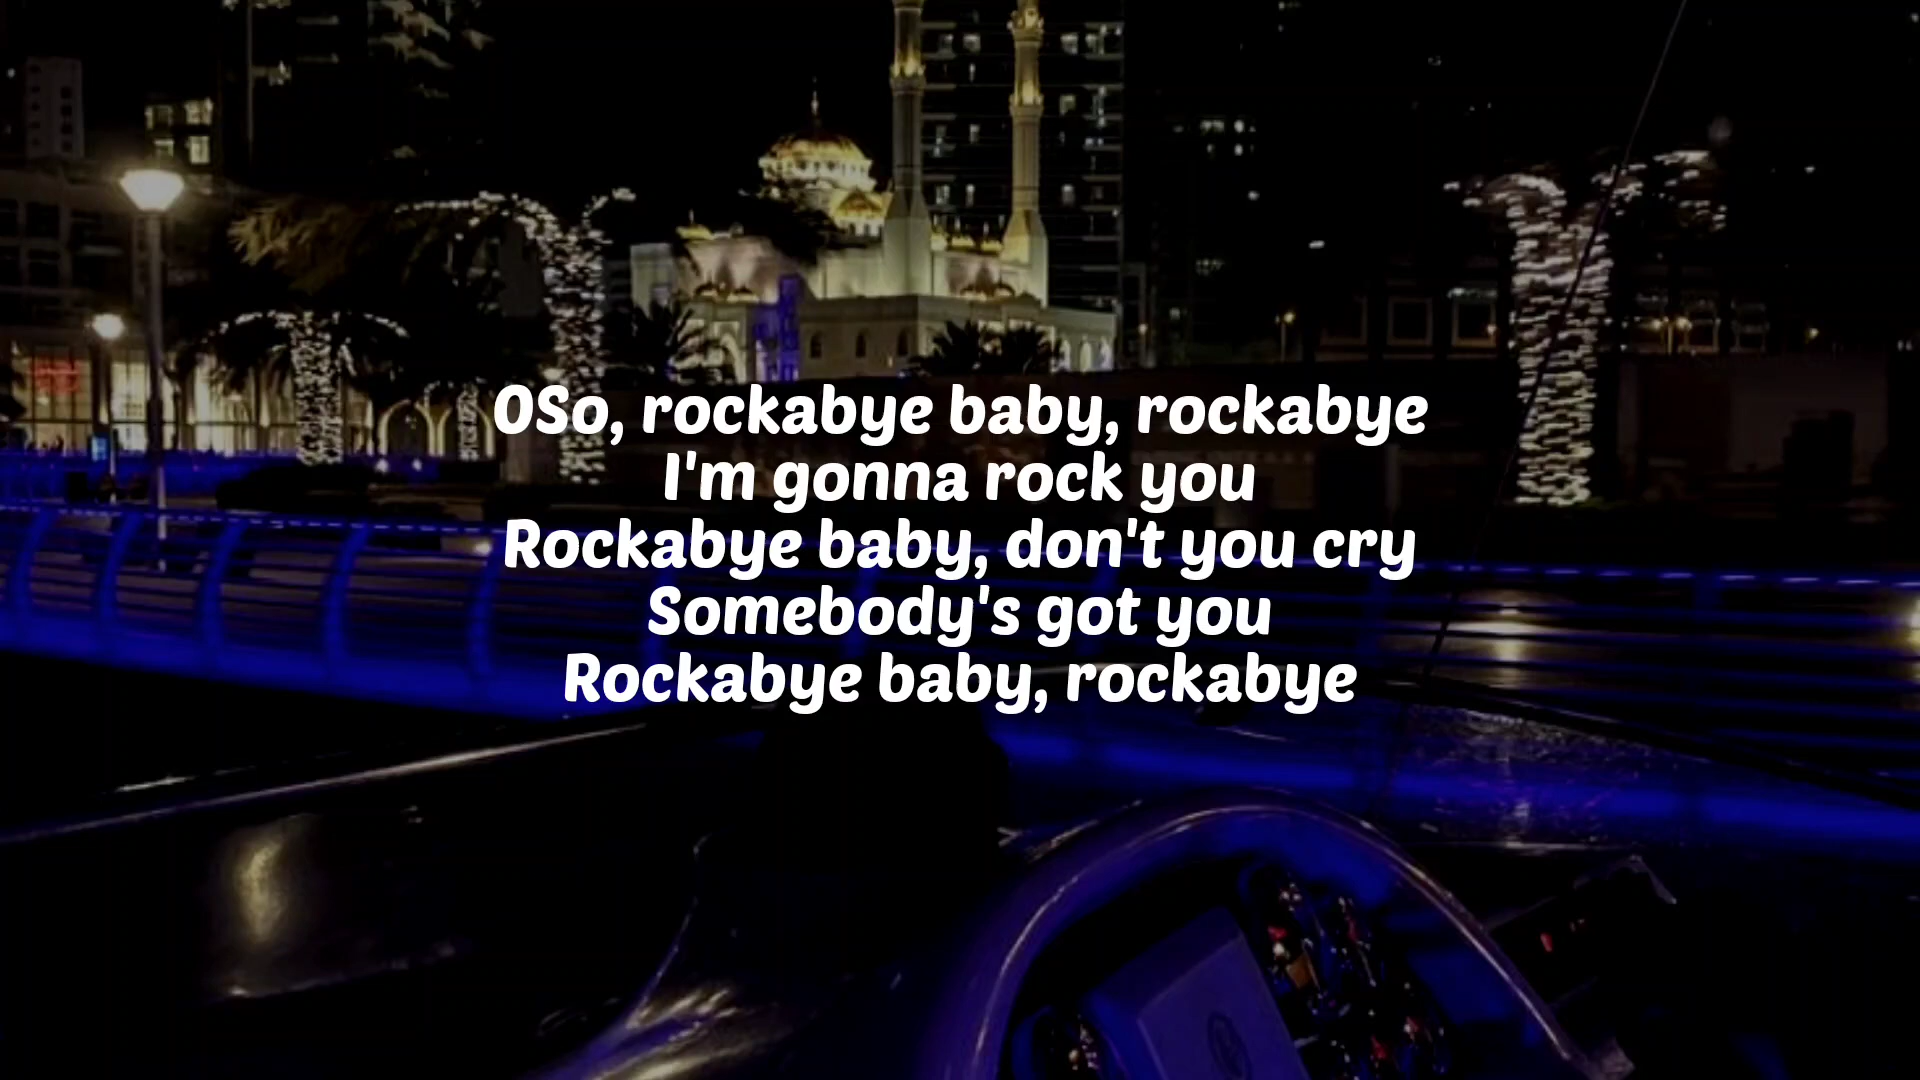 OSo, rockabye baby, rockabye
I'm gonna rock you
Rockabye baby, don't you cry
Somebody's got you
Rockabye baby, rockabye